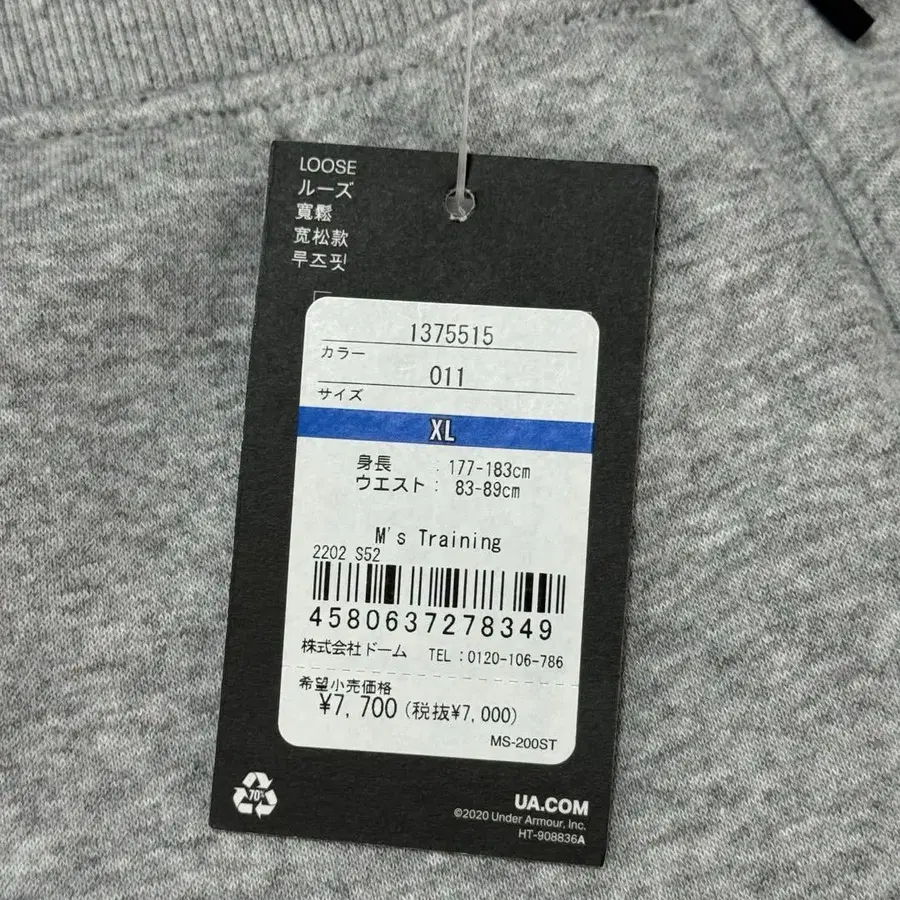 LOOSE
ルーズ
寬鬆
宽松款
루즈핏
1375515
カラー
011
サイズ
XL
身長 : 177-183cm
ウエスト : 83-89cm
M's Training
2202 S52
4580637278349
株式会社ドーム TEL:0120-106-786
希望小売価格
¥7,700 (税抜¥7,000)
MS-200ST
70%
UA.COM
©2020 Under Armour, Inc.
HT-908836A